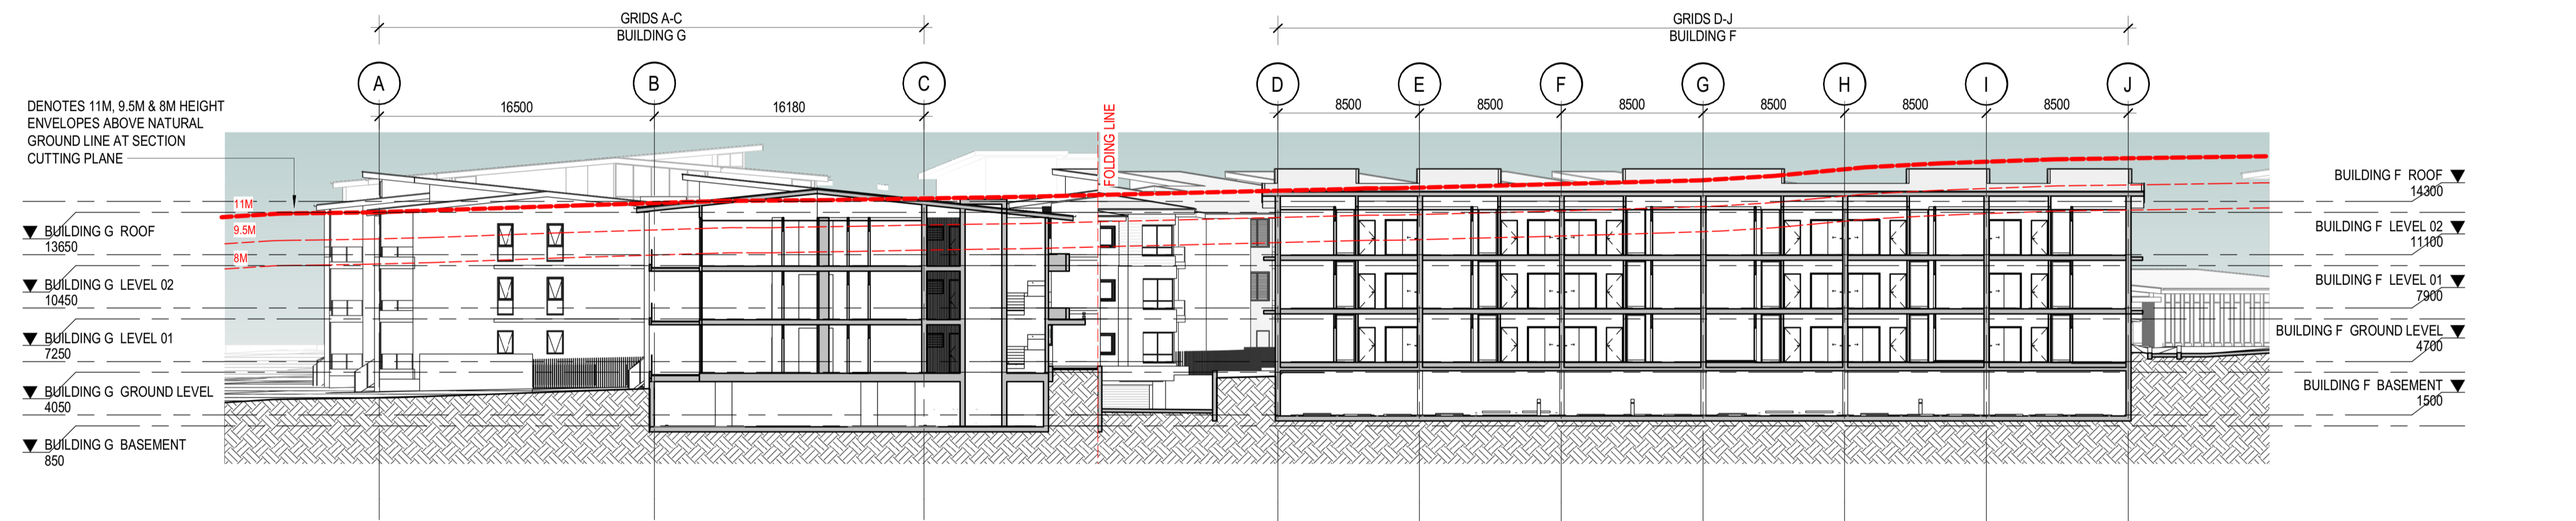 GRIDS A-C
BUILDING G
GRIDS D-J
BUILDING F
A
B
C
D
E
F
G
H
I
J
16500
16180
8500
8500
8500
8500
8500
8500
FOLDING LINE
DENOTES 11M, 9.5M & 8M HEIGHT
ENVELOPES ABOVE NATURAL
GROUND LINE AT SECTION
CUTTING PLANE
11M
9.5M
8M
BUILDING G ROOF
13650
BUILDING G LEVEL 02
10450
BUILDING G LEVEL 01
7250
BUILDING G GROUND LEVEL
4050
BUILDING G BASEMENT
850
BUILDING F ROOF
14300
BUILDING F LEVEL 02
11100
BUILDING F LEVEL 01
7900
BUILDING F GROUND LEVEL
4700
BUILDING F BASEMENT
1500